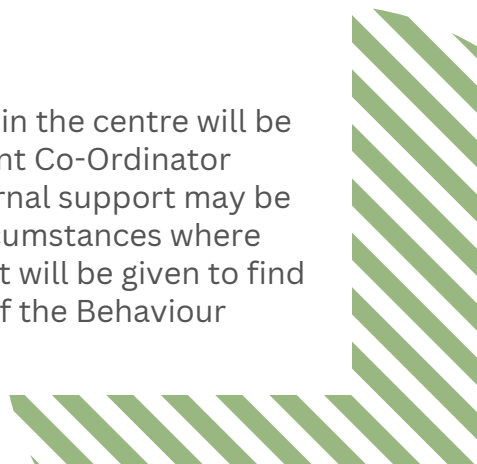 in the centre will be
nt Co-Ordinator
rnal support may be
cumstances where
t will be given to find
f the Behaviour